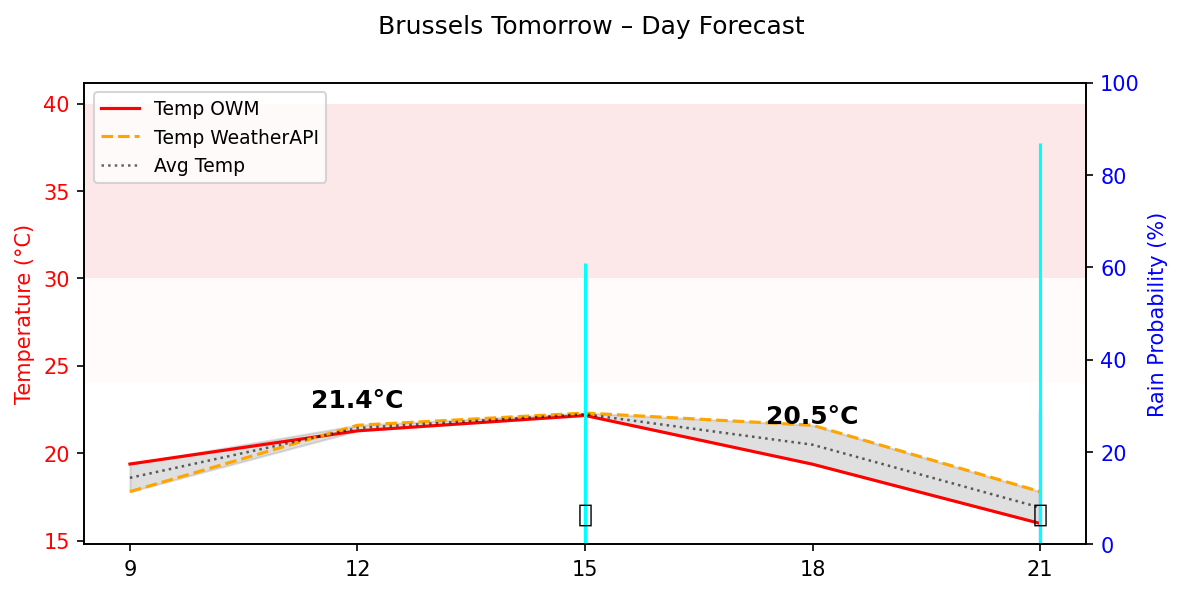 Brussels Tomorrow – Day Forecast
Temp OWM
Temp WeatherAPI
Avg Temp
Temperature (°C)
40
35
30
25
20
15
21.4°C
20.5°C
100
80
60
40
20
0
Rain Probability (%)
9 12 15 18 21